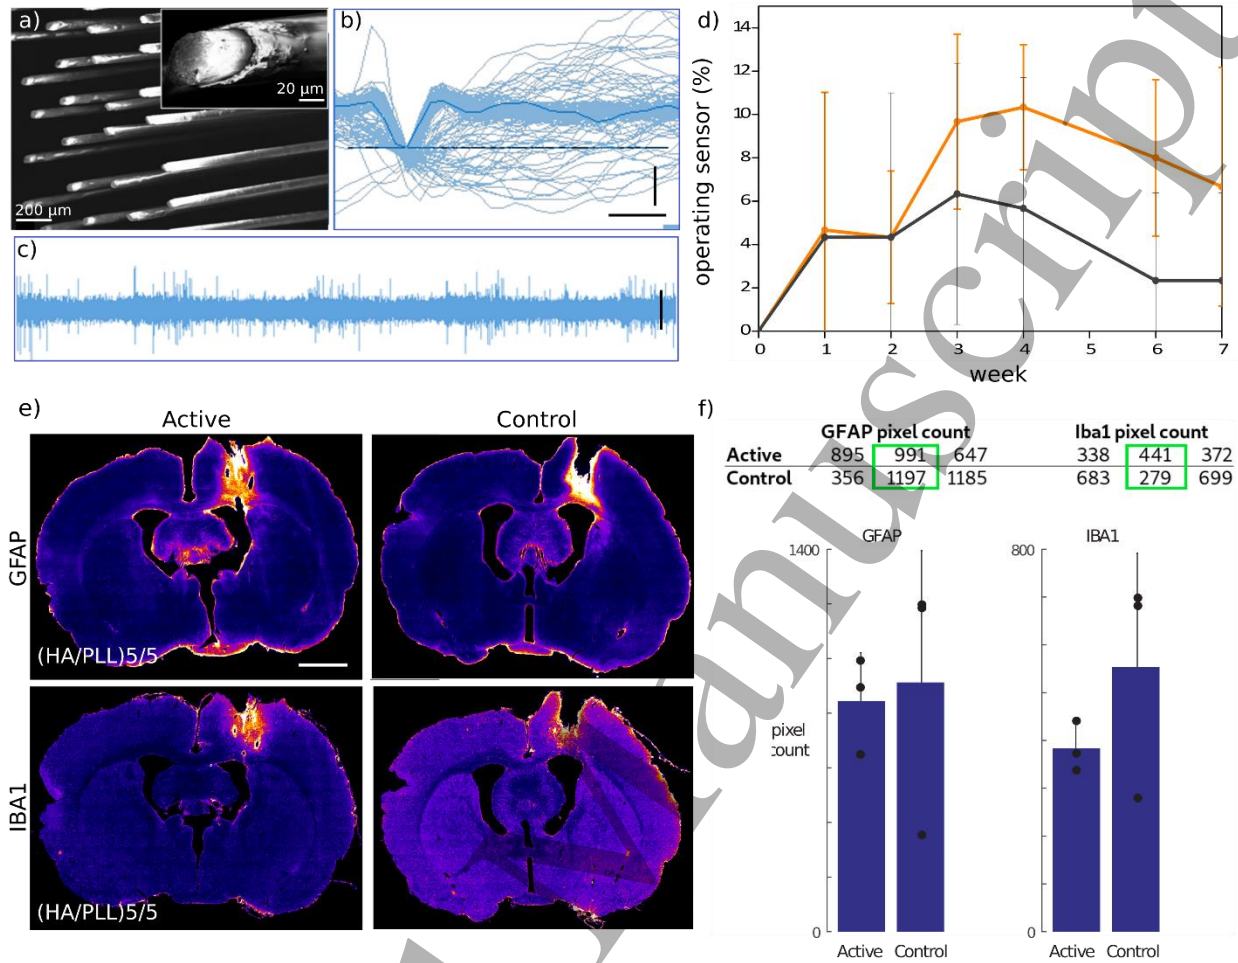 a)
20 µm
200 µm
b)
c)
d)
operating sensor (%)
14
12
10
8
6
4
2
0
0 1 2 3 4 5 6 7
week
e)
Active Control
GFAP
(HA/PLL)5/5
IBA1
(HA/PLL)5/5
f)
GFAP pixel count Iba1 pixel count
Active 895 991 647 338 441 372
Control 356 1197 1185 683 279 699
GFAP IBA1
1400 800
pixel
count
0 0
Active Control Active Control